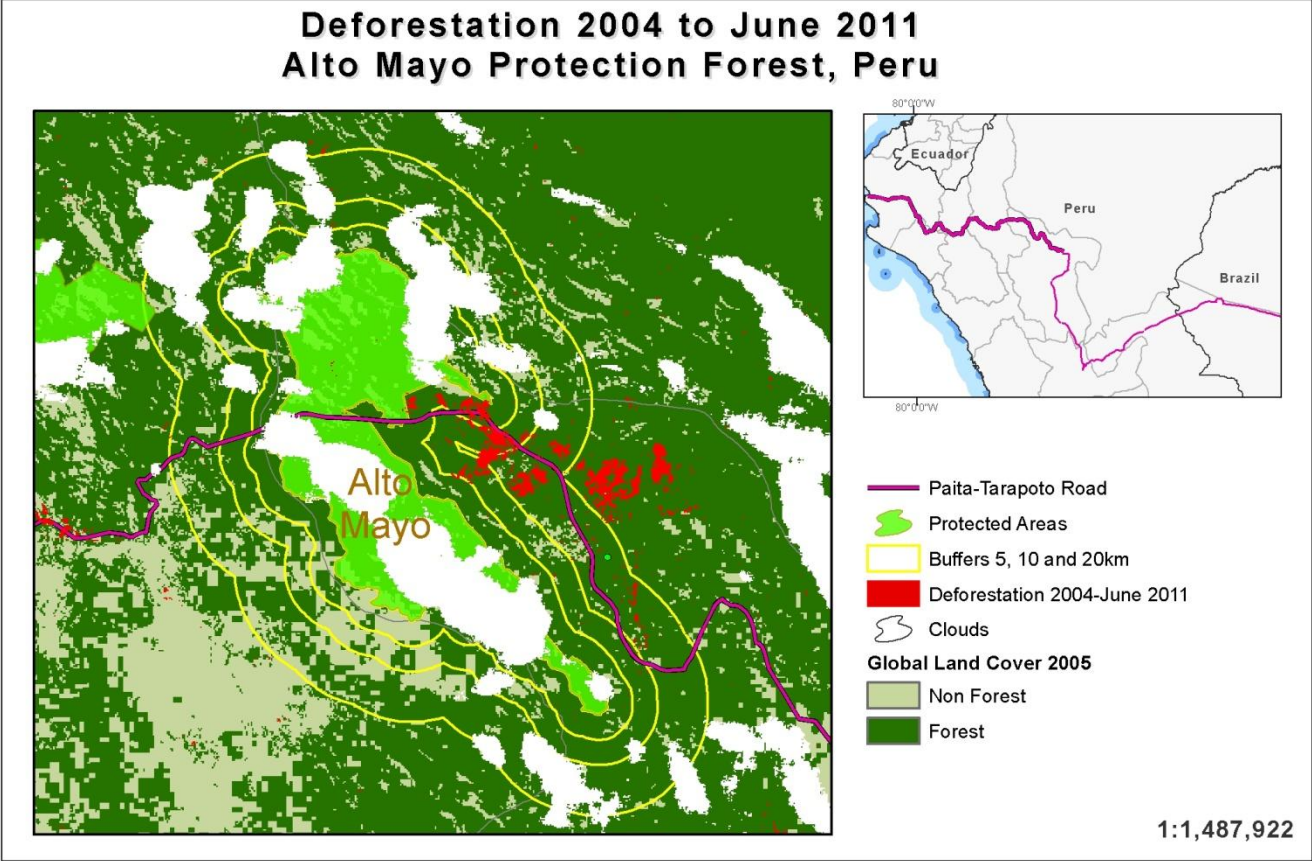 Deforestation 2004 to June 2011
Alto Mayo Protection Forest, Peru
Alto
Mayo
80°0'0"W
Ecuador
Peru
Brazil
80°0'0"W
Paita-Tarapoto Road
Protected Areas
Buffers 5, 10 and 20km
Deforestation 2004-June 2011
Clouds
Global Land Cover 2005
Non Forest
Forest
1:1,487,922